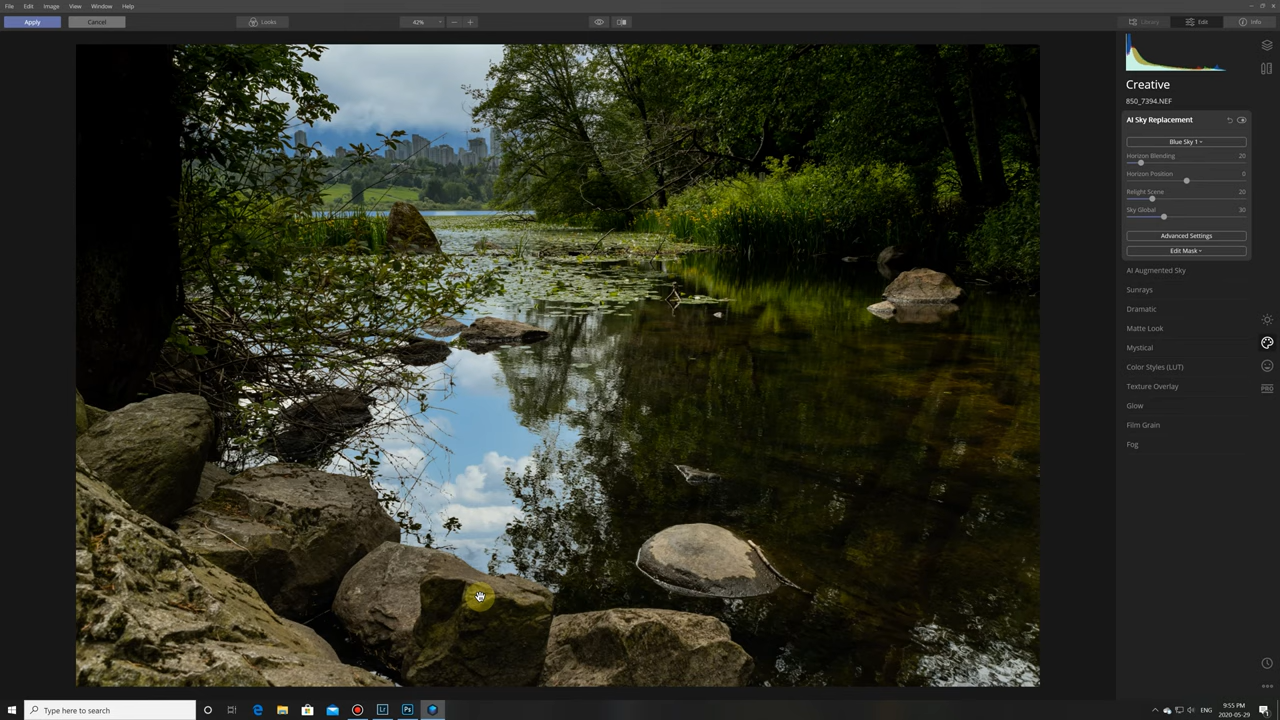 File Edit Image View Window Help
Apply Cancel Looks 42% Library Edit Info
Creative
850_7394.NEF
AI Sky Replacement
Blue Sky 1
Horizon Blending 20
Horizon Position 0
Relight Scene 20
Sky Global 30
Advanced Settings
Edit Mask
AI Augmented Sky
Sunrays
Dramatic
Matte Look
Mystical
Color Styles (LUT)
Texture Overlay
Glow
Film Grain
Fog
PRO
Type here to search
Lr Ps
ENG
9:55 PM
2020-05-29